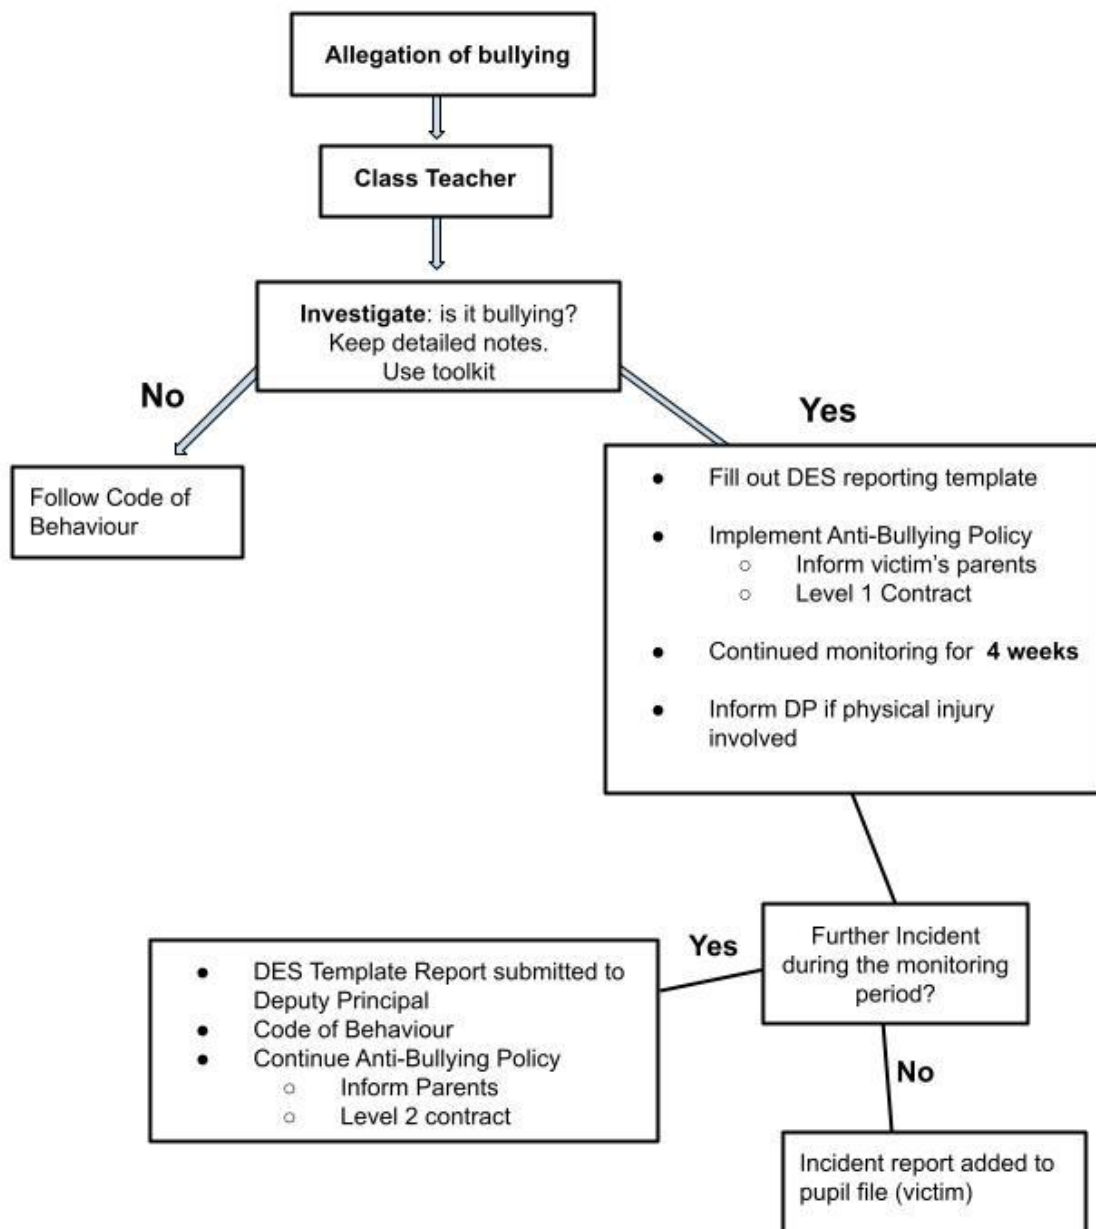 Allegation of bullying
Class Teacher
Investigate: is it bullying?
Keep detailed notes.
Use toolkit
No
Yes
Follow Code of
Behaviour
● Fill out DES reporting template
● Implement Anti-Bullying Policy
○ Inform victim's parents
○ Level 1 Contract
● Continued monitoring for 4 weeks
● Inform DP if physical injury
involved
Further Incident
during the monitoring
period?
Yes
● DES Template Report submitted to
Deputy Principal
● Code of Behaviour
● Continue Anti-Bullying Policy
○ Inform Parents
○ Level 2 contract
No
Incident report added to
pupil file (victim)